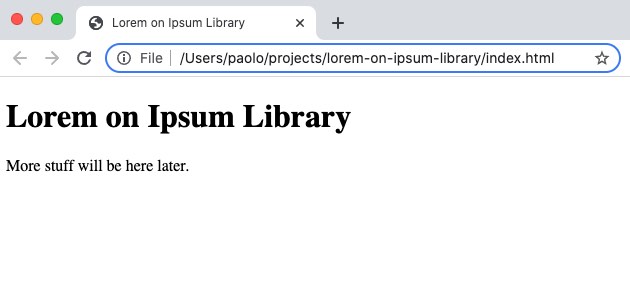 Lorem on Ipsum Library
File /Users/paolo/projects/lorem-on-ipsum-library/index.html
Lorem on Ipsum Library
More stuff will be here later.